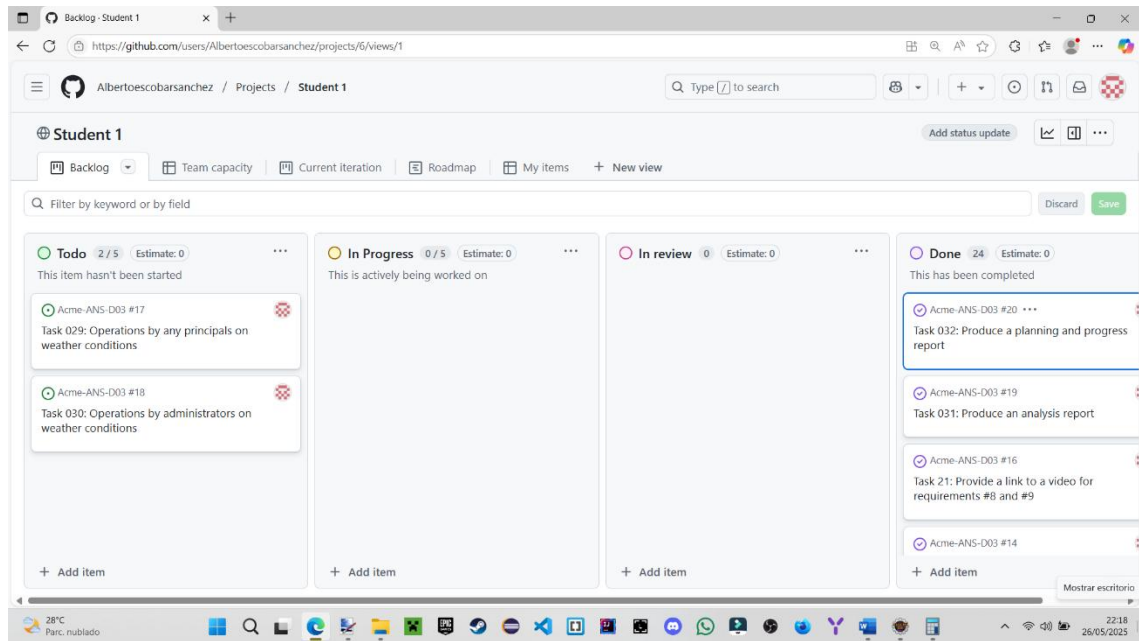 Backlog · Student 1
https://github.com/users/Albertoescobarsanchez/projects/6/views/1
Albertoescobarsanchez / Projects / Student 1
Type / to search
Student 1
Add status update
Backlog
Team capacity
Current iteration
Roadmap
My items
+ New view
Filter by keyword or by field
Discard
Save
Todo 2 / 5 Estimate: 0
This item hasn't been started
Acme-ANS-D03 #17
Task 029: Operations by any principals on
weather conditions
Acme-ANS-D03 #18
Task 030: Operations by administrators on
weather conditions
+ Add item
In Progress 0 / 5 Estimate: 0
This is actively being worked on
+ Add item
In review 0 Estimate: 0
+ Add item
Done 24 Estimate: 0
This has been completed
Acme-ANS-D03 #20
Task 032: Produce a planning and progress
report
Acme-ANS-D03 #19
Task 031: Produce an analysis report
Acme-ANS-D03 #16
Task 21: Provide a link to a video for
requirements #8 and #9
Acme-ANS-D03 #14
+ Add item
Mostrar escritorio
28°C
Parc. nublado
22:18
26/05/2025